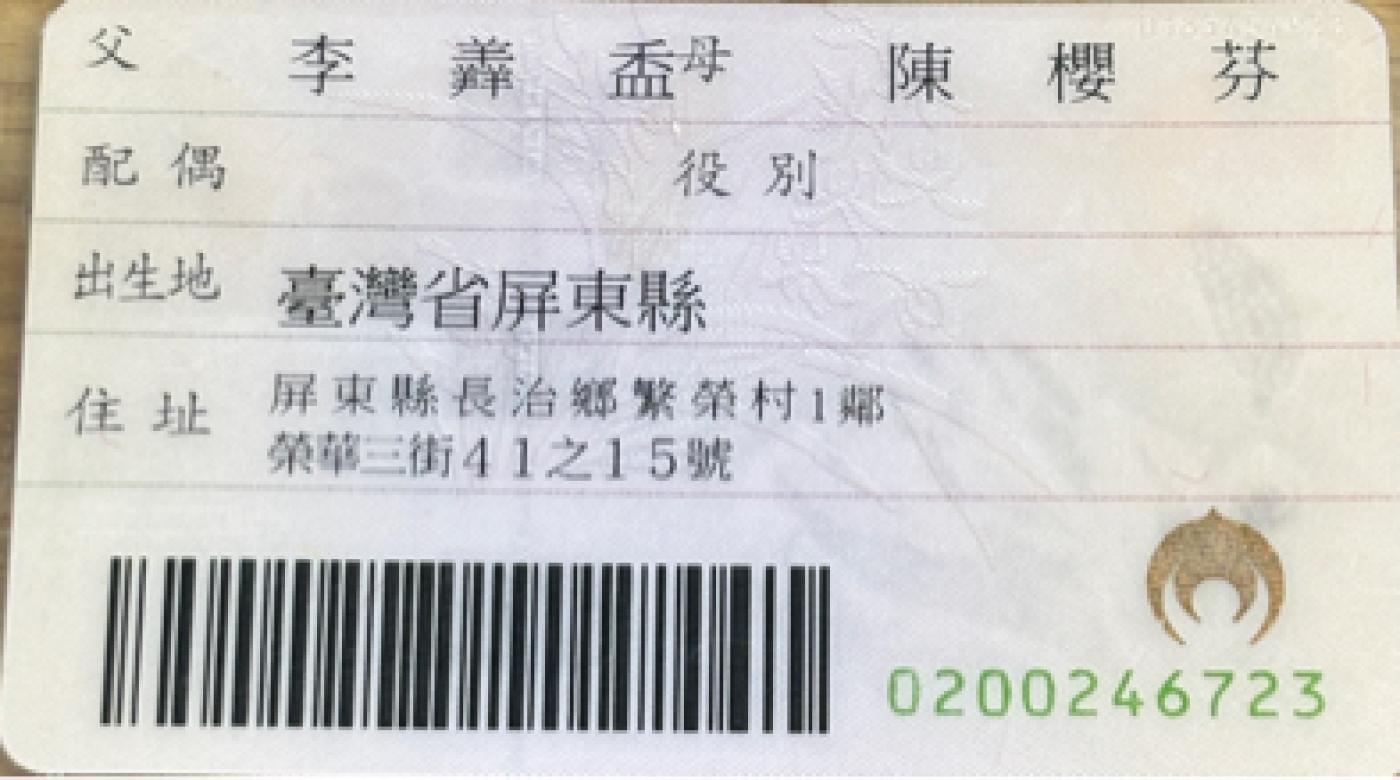 父 李 盃 母 陳 櫻 芬
配偶 役別
出生地 臺灣省屏東縣
住址 屏東縣長治鄉繁榮村1鄰
榮華三街41之15號
0200246723